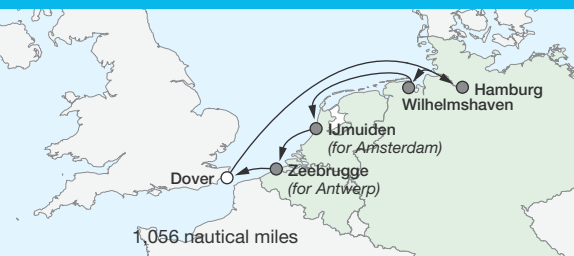 Hamburg
Wilhelmshaven
IJmuiden
(for Amsterdam)
Zeebrugge
(for Antwerp)
Dover
1,056 nautical miles